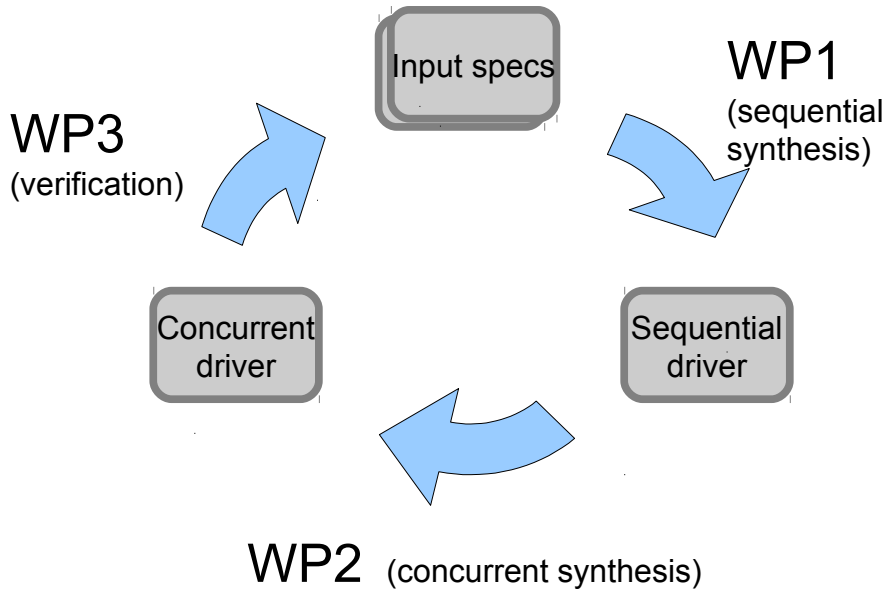 Input specs
WP1
(sequential
synthesis)
WP3
(verification)
Concurrent
driver
Sequential
driver
WP2 (concurrent synthesis)